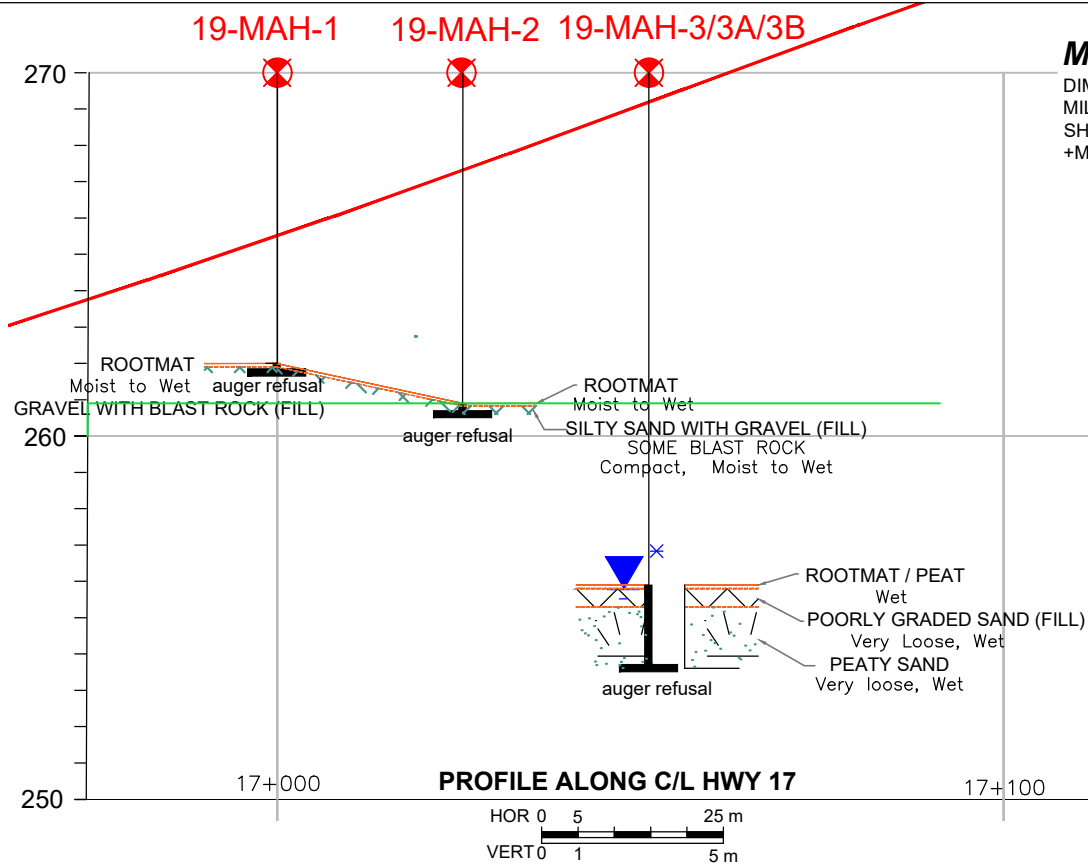 19-MAH-1 19-MAH-2 19-MAH-3/3A/3B
270
M
DIM
MIL
SH
+M
ROOTMAT
Moist to Wet
auger refusal
GRAVEL WITH BLAST ROCK (FILL)
ROOTMAT
Moist to Wet
SILTY SAND WITH GRAVEL (FILL)
SOME BLAST ROCK
Compact, Moist to Wet
auger refusal
260
ROOTMAT / PEAT
Wet
POORLY GRADED SAND (FILL)
Very Loose, Wet
PEATY SAND
Very loose, Wet
auger refusal
17+000
PROFILE ALONG C/L HWY 17
17+100
250
HOR 0 5 25 m
VERT 0 1 5 m